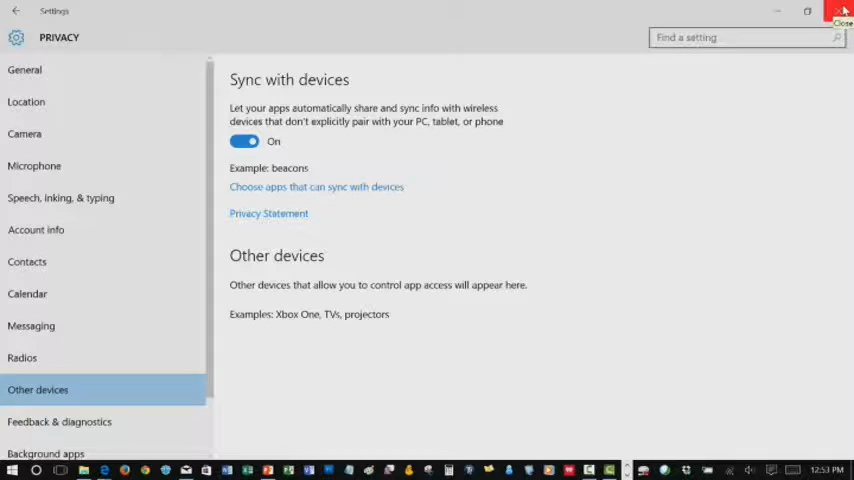 Settings
Close
PRIVACY
Find a setting
General
Location
Camera
Microphone
Speech, inking, & typing
Account info
Contacts
Calendar
Messaging
Radios
Other devices
Feedback & diagnostics
Background apps
Sync with devices
Let your apps automatically share and sync info with wireless
devices that don't explicitly pair with your PC, tablet, or phone
On
Example: beacons
Choose apps that can sync with devices
Privacy Statement
Other devices
Other devices that allow you to control app access will appear here.
Examples: Xbox One, TVs, projectors
12:53 PM